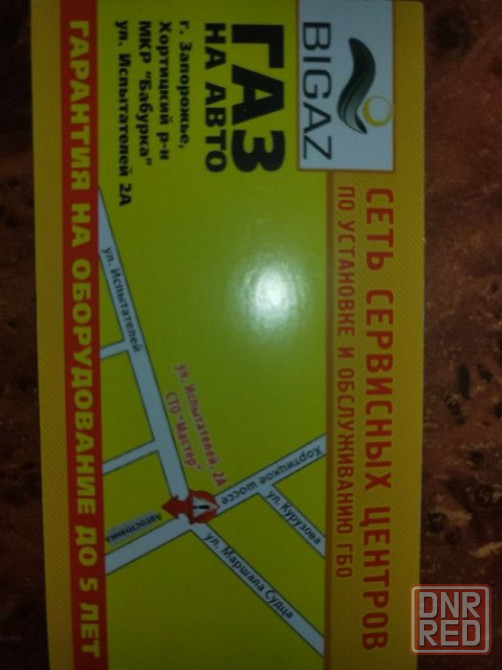 BIGAZ
СЕТЬ СЕРВИСНЫХ ЦЕНТРОВ
ПО УСТАНОВКЕ И ОБСЛУЖИВАНИЮ ГБО
ГАЗ
НА АВТО
г. Запорожье,
Хортицкий р-н
МКР "Бабурка"
ул. Испытателей 2А
ул. Испытателей
ул. Испытателей, 2А
СТО "Мастер"
Хортицкое шоссе
ул. Курузова
Автостоянка
ул. Маршала Судца
ГАРАНТИЯ НА ОБОРУДОВАНИЕ ДО 5 ЛЕТ
DNR
RED